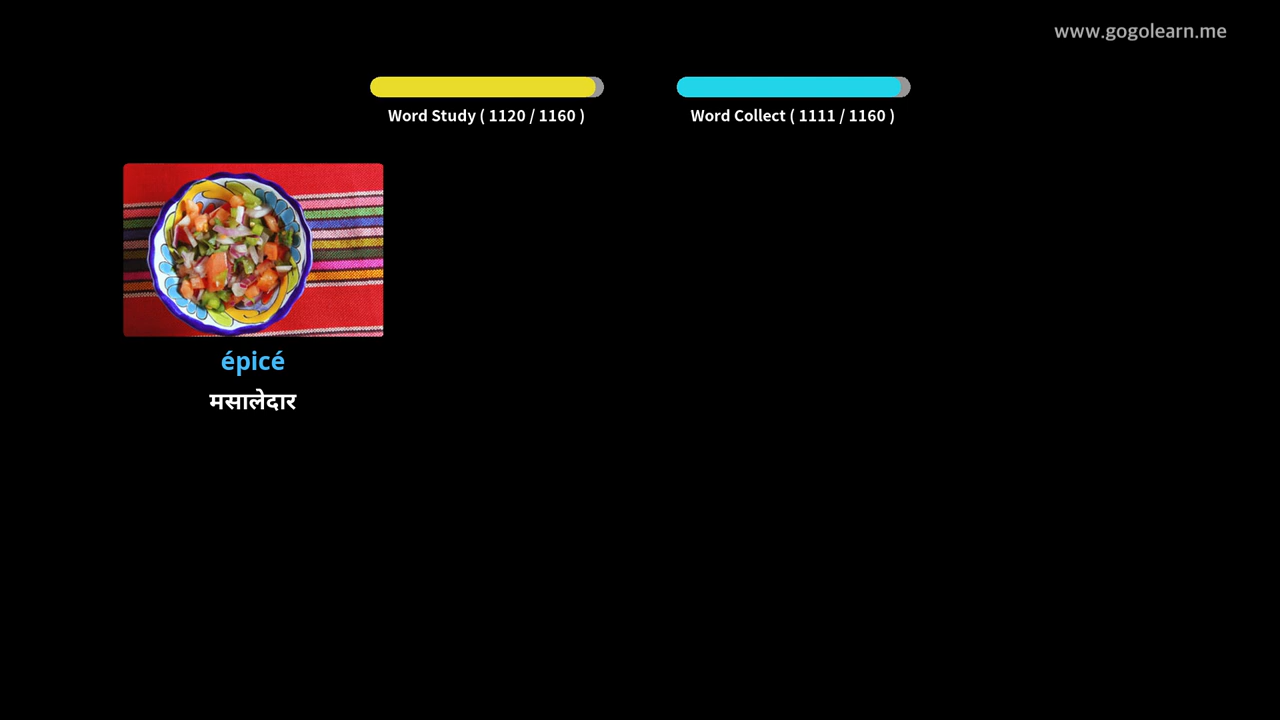 www.gogolearn.me
Word Study ( 1120 / 1160 )
Word Collect ( 1111 / 1160 )
épicé
मसालेदार